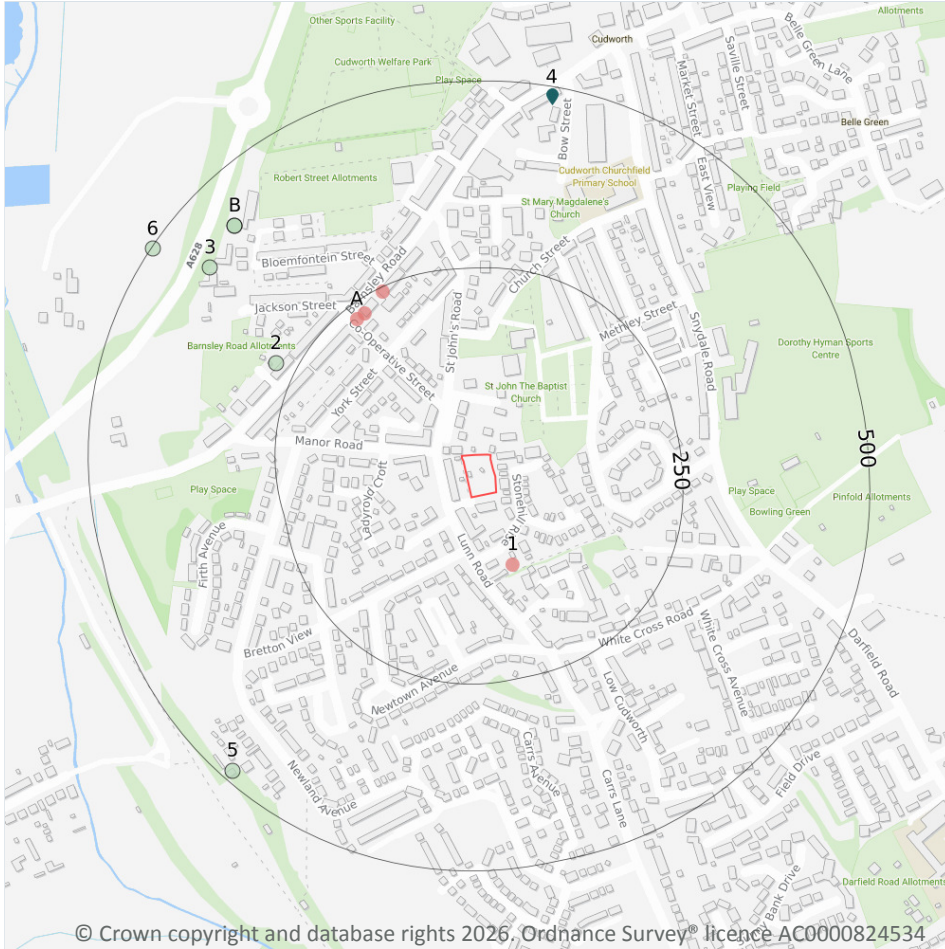 Other Sports Facility
Cudworth
Allotments
Belle Green Lane
Cudworth Welfare Park
Play Space
4
Saville Street
Market Street
Bow Street
Belle Green
Robert Street Allotments
Cudworth Churchfield
Primary School
East View
Playing Field
St Mary Magdalene's
Church
B
6
3
A628
Bloemfontein Street
Barnsley Road
Church Street
A
Jackson Street
Co-Operative Street
St John's Road
Methley Street
Snydale Road
Dorothy Hyman Sports
Centre
Barnsley Road Allotments
2
York Street
St John The Baptist
Church
Manor Road
500
250
Ladyroyd Croft
Play Space
Play Space
Pinfold Allotments
Bowling Green
Firth Avenue
Lunn Road
1
Bretton View
White Cross Road
White Cross Avenue
Darfield Road
Newtown Avenue
Low Cudworth
5
Newland Avenue
Carrs Avenue
Carrs Lane
Field Drive
Bank Drive
Darfield Road Allotments
© Crown copyright and database rights 2026. Ordnance Survey® licence AC0000824534